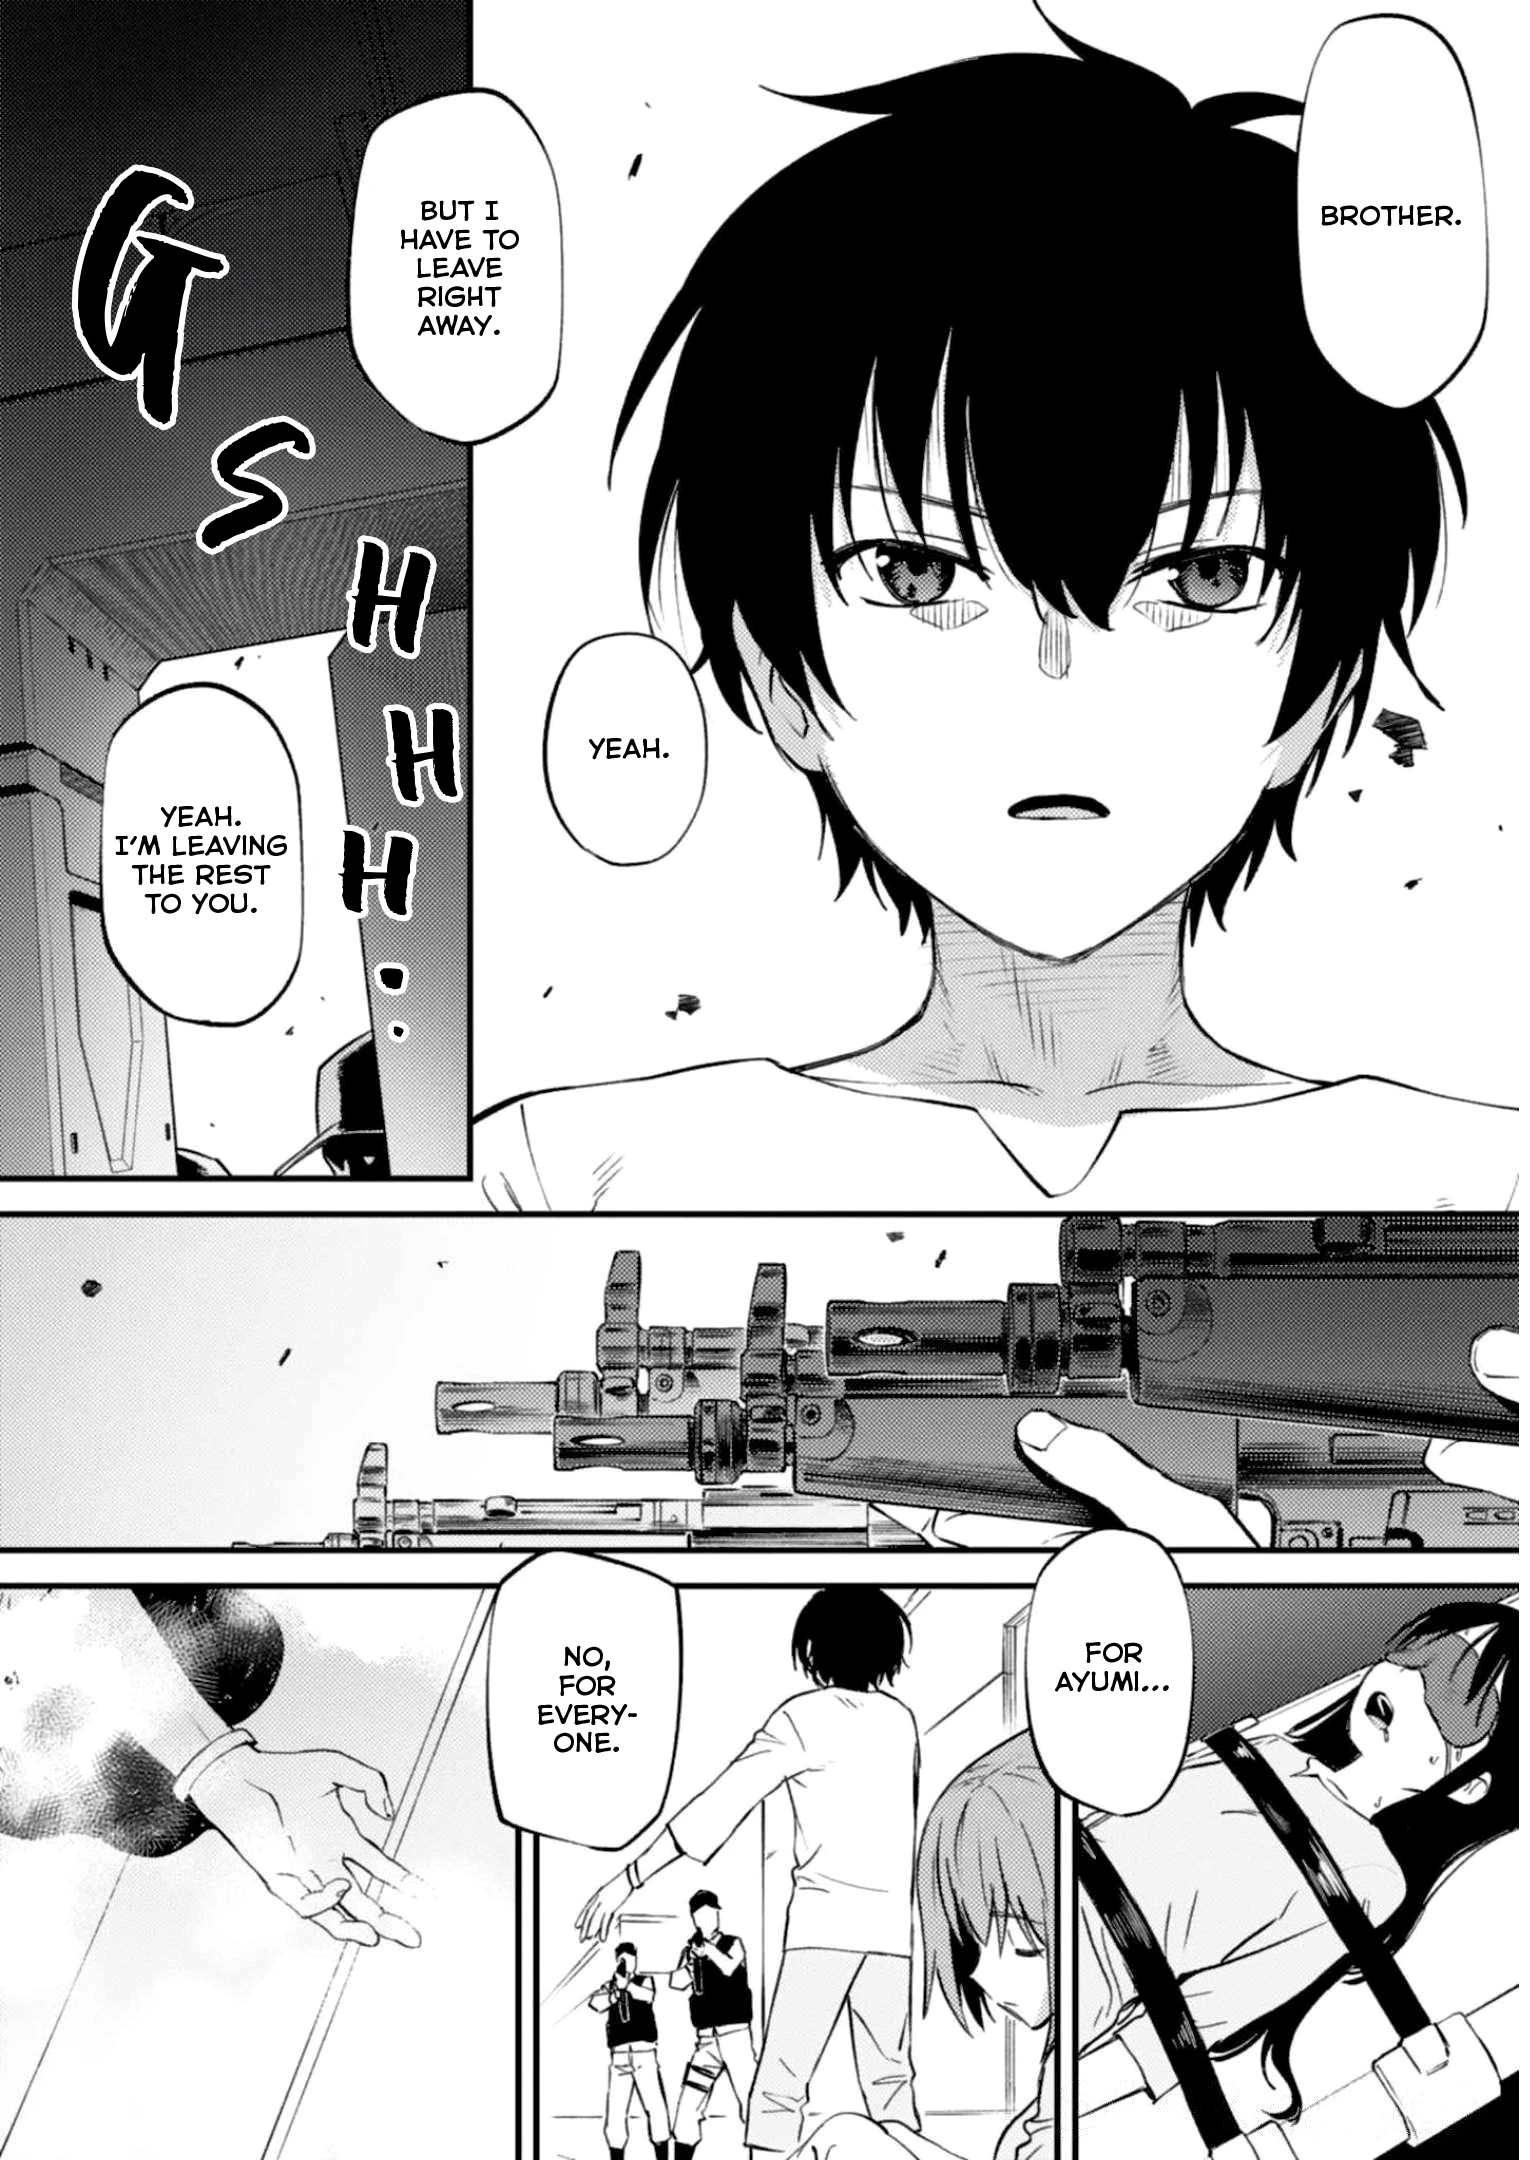 BROTHER.
YEAH.
BUT I
HAVE TO
LEAVE
RIGHT
AWAY.
GSHHH..
YEAH.
I'M LEAVING
THE REST
TO YOU.
FOR
AYUMI...
NO,
FOR
EVERY-
ONE.